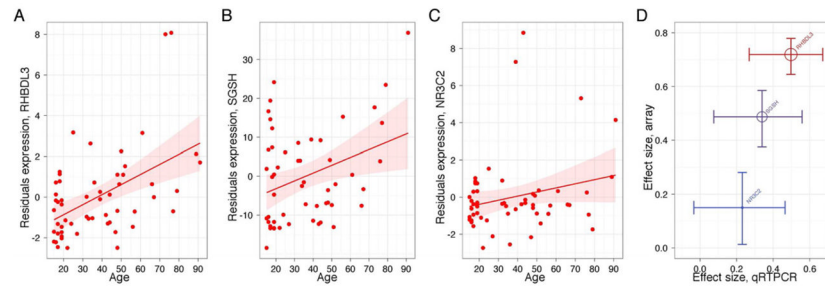 A
B
C
D
Residuals expression, RHBDL3
8
6
4
2
0
-2
20 30 40 50 60 70 80 90
Age
Residuals expression, SGSH
30
20
10
0
-10
20 30 40 50 60 70 80 90
Age
Residuals expression, NR3C2
8
6
4
2
0
-2
20 30 40 50 60 70 80 90
Age
Effect size, array
0.8
0.6
0.4
0.2
0.0
RHBDL3
SGSH
NR3C2
0.0 0.2 0.4 0.6
Effect size, qRTPCR